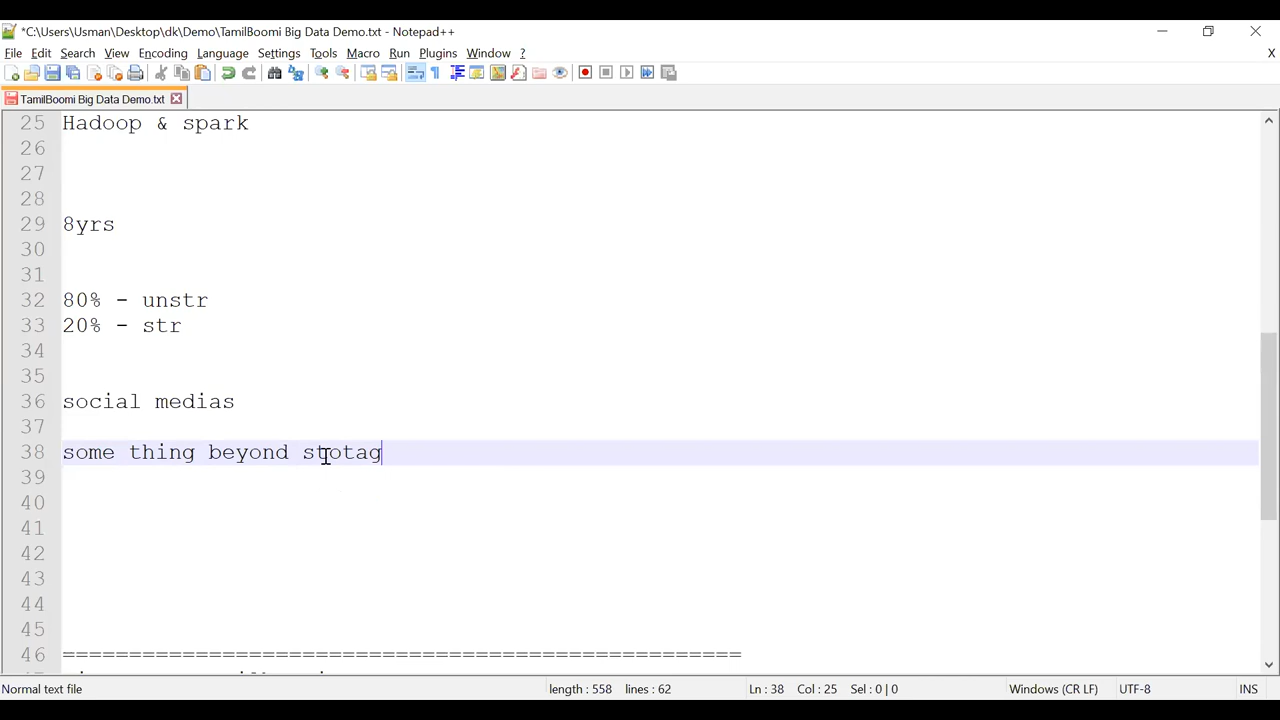 *C:\Users\Usman\Desktop\dk\Demo\TamilBoomi Big Data Demo.txt - Notepad++
File Edit Search View Encoding Language Settings Tools Macro Run Plugins Window ? X
TamilBoomi Big Data Demo.txt
25 Hadoop & spark
26
27
28
29 8yrs
30
31
32 80% - unstr
33 20% - str
34
35
36 social medias
37
38 some thing beyond stotag
39
40
41
42
43
44
45
46 ===================================================
Normal text file length : 558 lines : 62 Ln : 38 Col : 25 Sel : 0 | 0 Windows (CR LF) UTF-8 INS